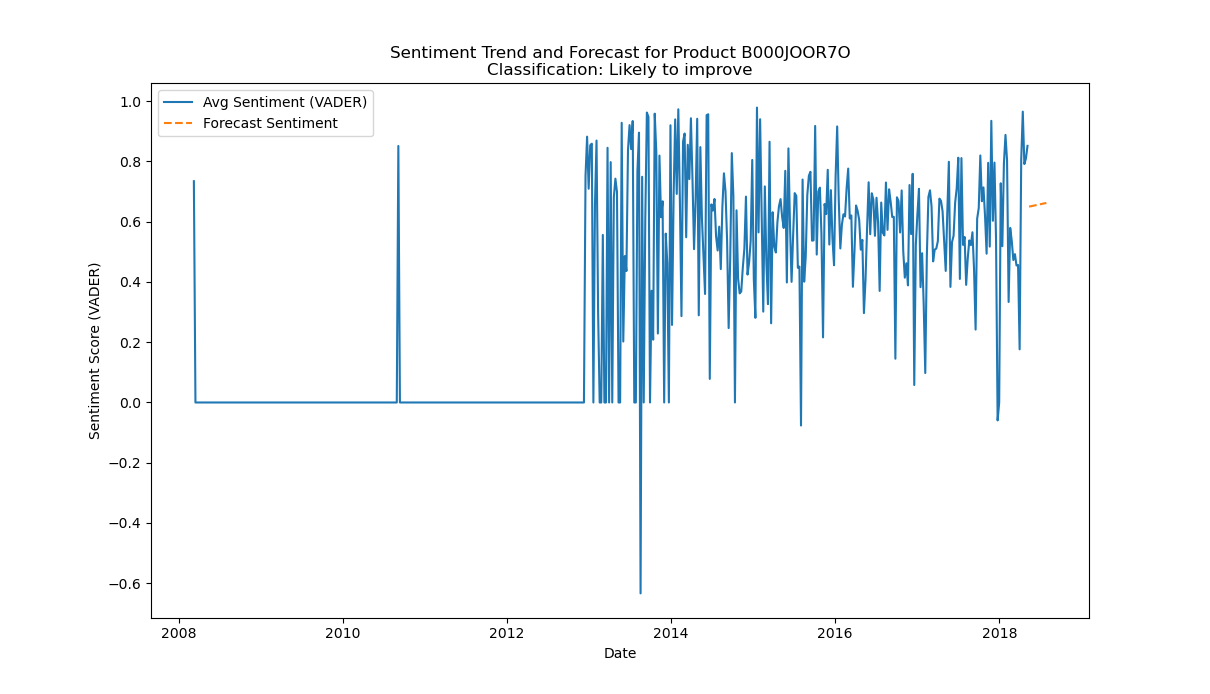 Sentiment Trend and Forecast for Product B000JOOR7O
Classification: Likely to improve
Avg Sentiment (VADER)
Forecast Sentiment
Sentiment Score (VADER)
1.0
0.8
0.6
0.4
0.2
0.0
−0.2
−0.4
−0.6
2008
2010
2012
2014
2016
2018
Date